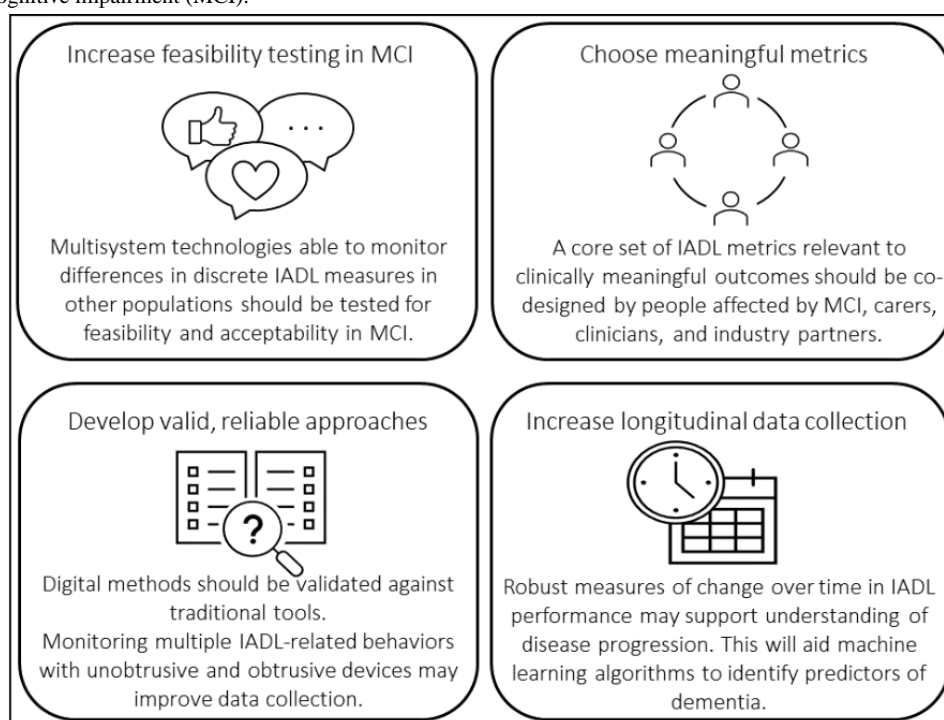 cognitive impairment (MCI).
Increase feasibility testing in MCI
...
Multisystem technologies able to monitor
differences in discrete IADL measures in
other populations should be tested for
feasibility and acceptability in MCI.
Choose meaningful metrics
A core set of IADL metrics relevant to
clinically meaningful outcomes should be co-
designed by people affected by MCI, carers,
clinicians, and industry partners.
Develop valid, reliable approaches
?
Digital methods should be validated against
traditional tools.
Monitoring multiple IADL-related behaviors
with unobtrusive and obtrusive devices may
improve data collection.
Increase longitudinal data collection
Robust measures of change over time in IADL
performance may support understanding of
disease progression. This will aid machine
learning algorithms to identify predictors of
dementia.